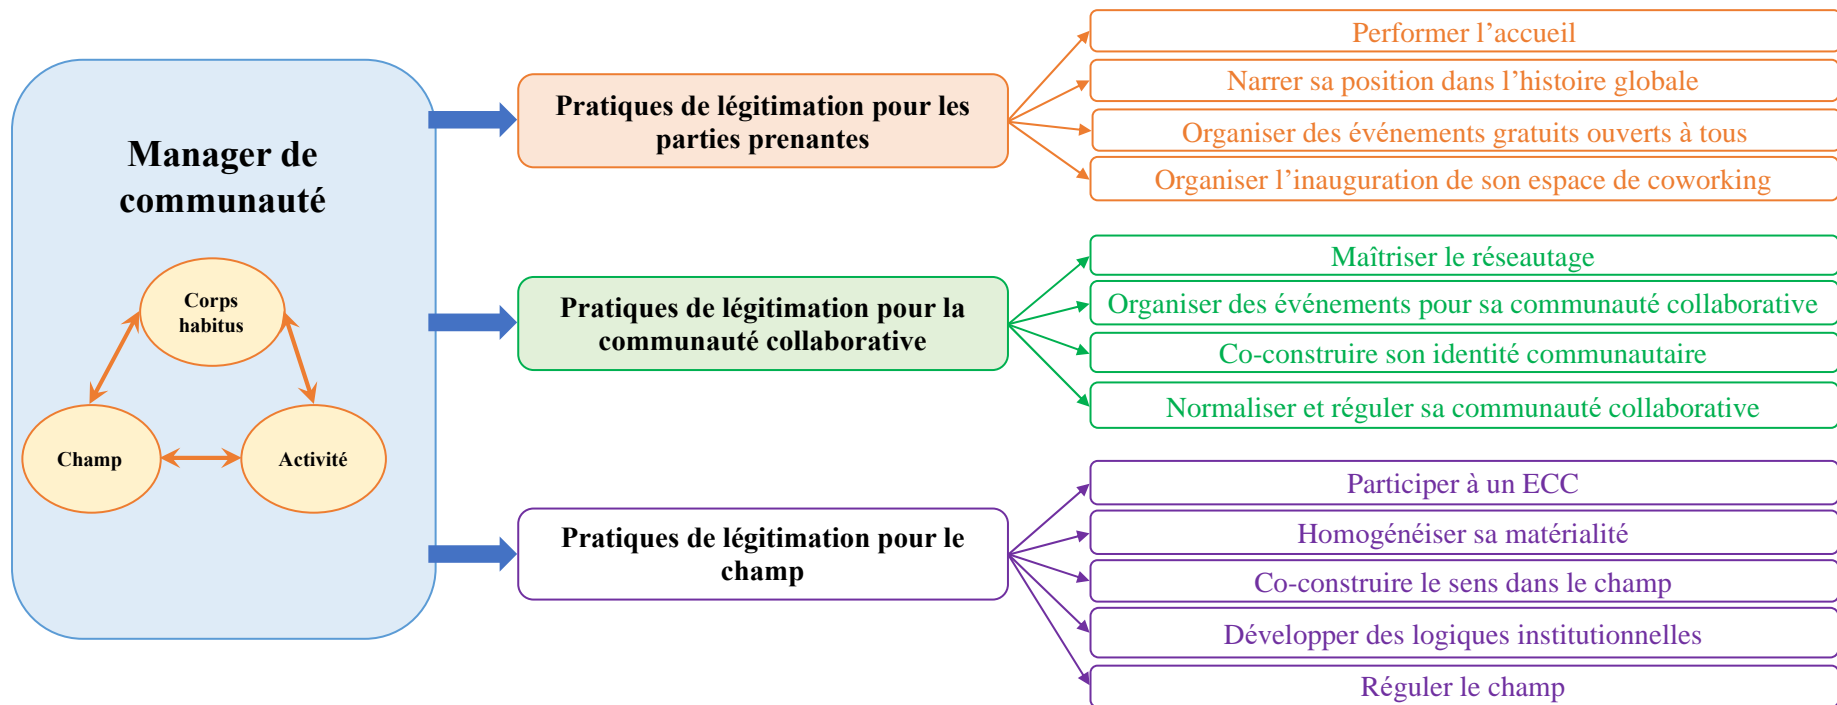 Manager de
communauté
Corps
habitus
Champ
Activité
Pratiques de légitimation pour les
parties prenantes
Performer l’accueil
Narrer sa position dans l’histoire globale
Organiser des événements gratuits ouverts à tous
Organiser l’inauguration de son espace de coworking
Pratiques de légitimation pour la
communauté collaborative
Maîtriser le réseautage
Organiser des événements pour sa communauté collaborative
Co-construire son identité communautaire
Normaliser et réguler sa communauté collaborative
Pratiques de légitimation pour le
champ
Participer à un ECC
Homogénéiser sa matérialité
Co-construire le sens dans le champ
Développer des logiques institutionnelles
Réguler le champ